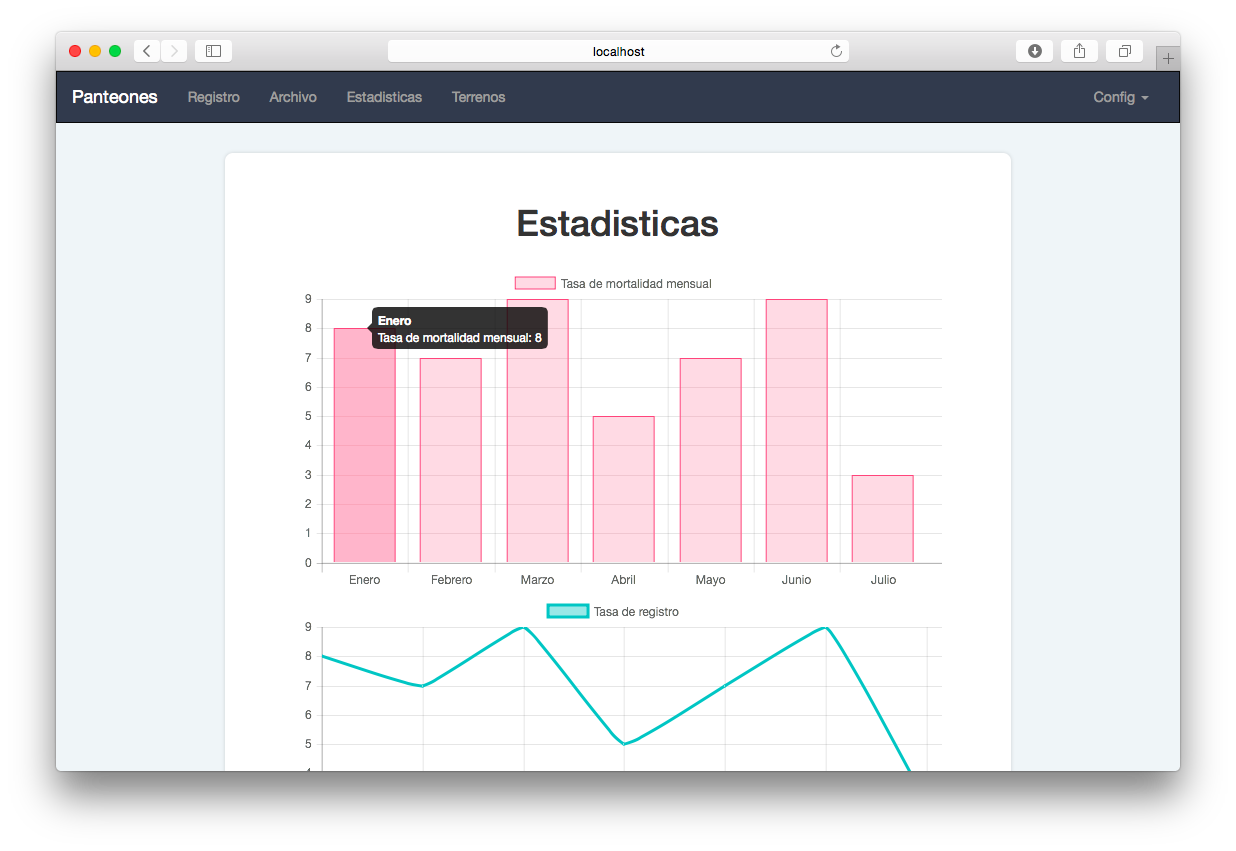 localhost
Panteones Registro Archivo Estadisticas Terrenos Config
Estadisticas
Tasa de mortalidad mensual
9
8
7
6
5
4
3
2
1
0
Enero
Tasa de mortalidad mensual: 8
Enero Febrero Marzo Abril Mayo Junio Julio
Tasa de registro
9
8
7
6
5
4